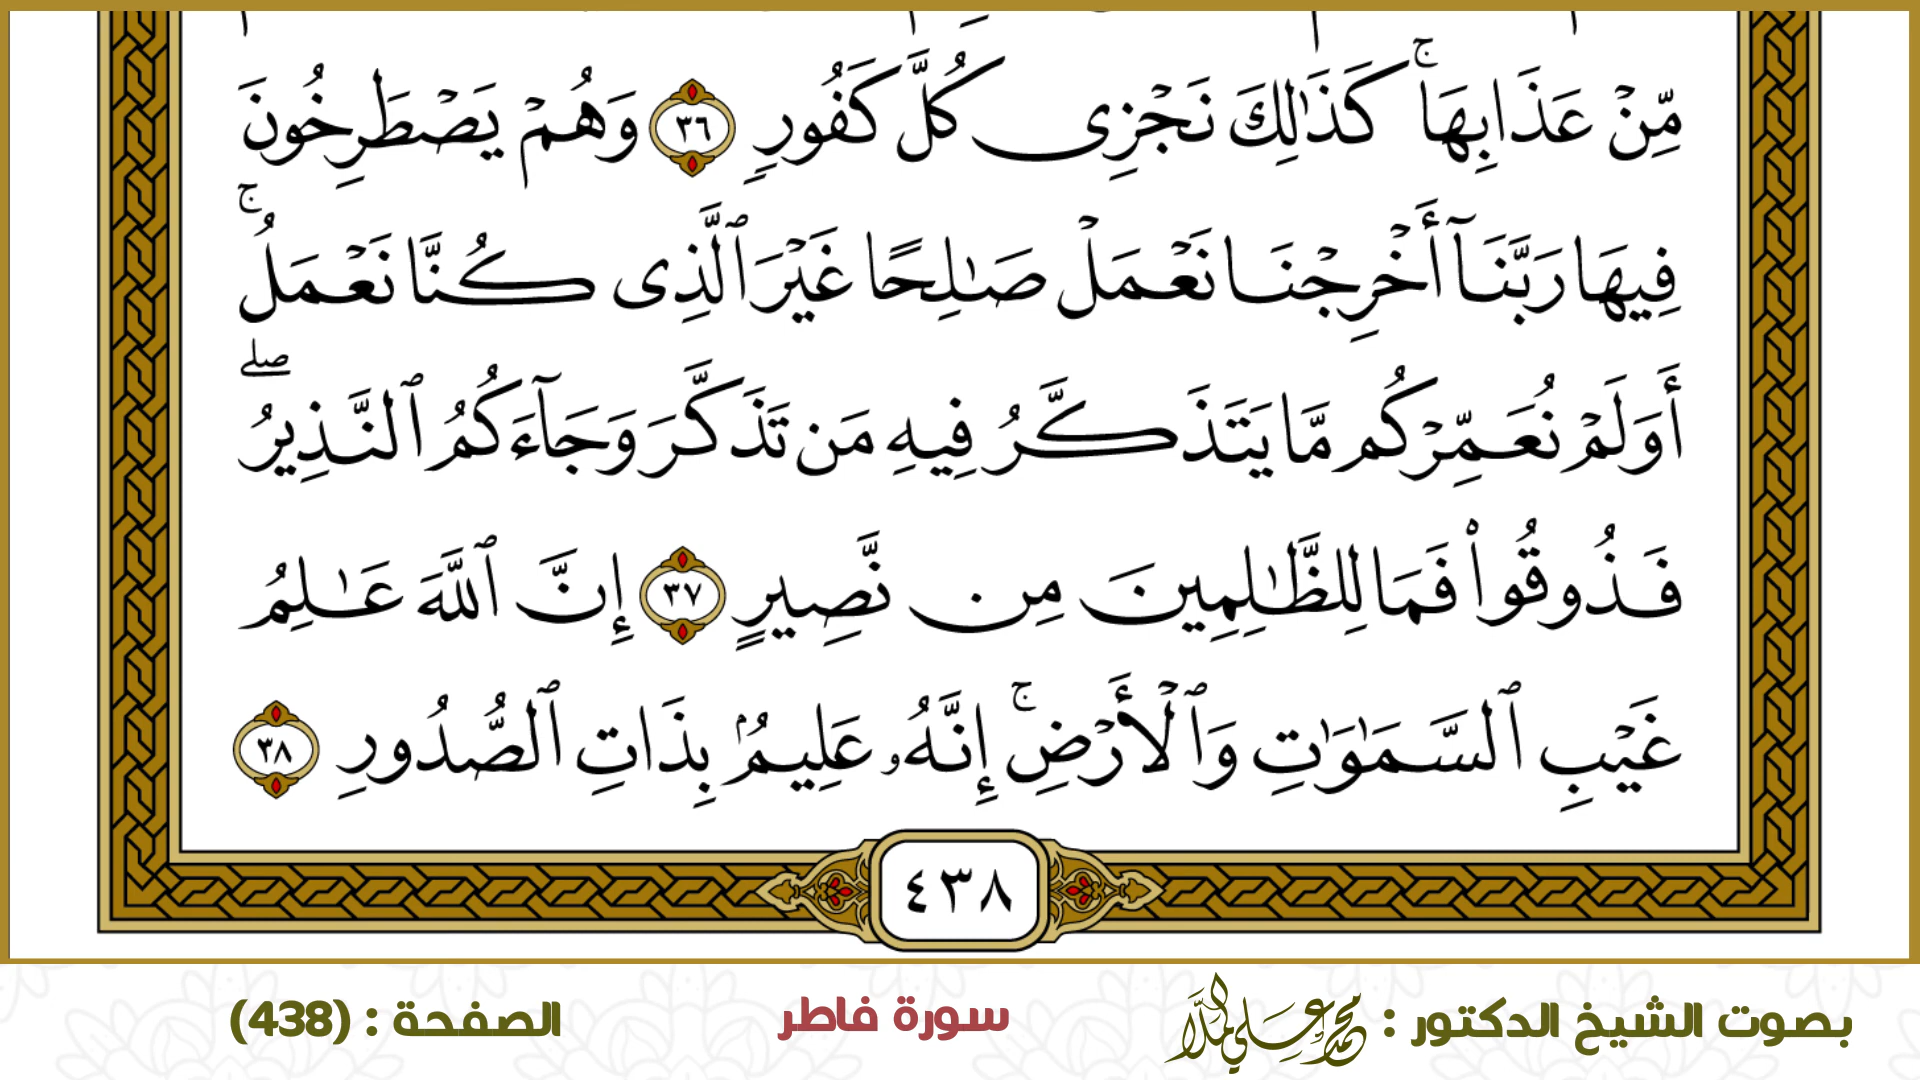 مِّنْ عَذَابِهَا ۚ كَذَٰلِكَ نَجْزِى كُلَّ كَفُورٍ ٣٦ وَهُمْ يَصْطَرِخُونَ
فِيهَا رَبَّنَآ أَخْرِجْنَا نَعْمَلْ صَٰلِحًا غَيْرَ ٱلَّذِى كُنَّا نَعْمَلُ ۚ
أَوَلَمْ نُعَمِّرْكُم مَّا يَتَذَكَّرُ فِيهِ مَن تَذَكَّرَ وَجَآءَكُمُ ٱلنَّذِيرُ ۖ
فَذُوقُوا۟ فَمَا لِلظَّٰلِمِينَ مِن نَّصِيرٍ ٣٧ إِنَّ ٱللَّهَ عَٰلِمُ
غَيْبِ ٱلسَّمَٰوَٰتِ وَٱلْأَرْضِ ۚ إِنَّهُۥ عَلِيمٌۢ بِذَاتِ ٱلصُّدُورِ ٣٨
٤٣٨
بصوت الشيخ الدكتور : محمد علي الملا سورة فاطر الصفحة : (438)